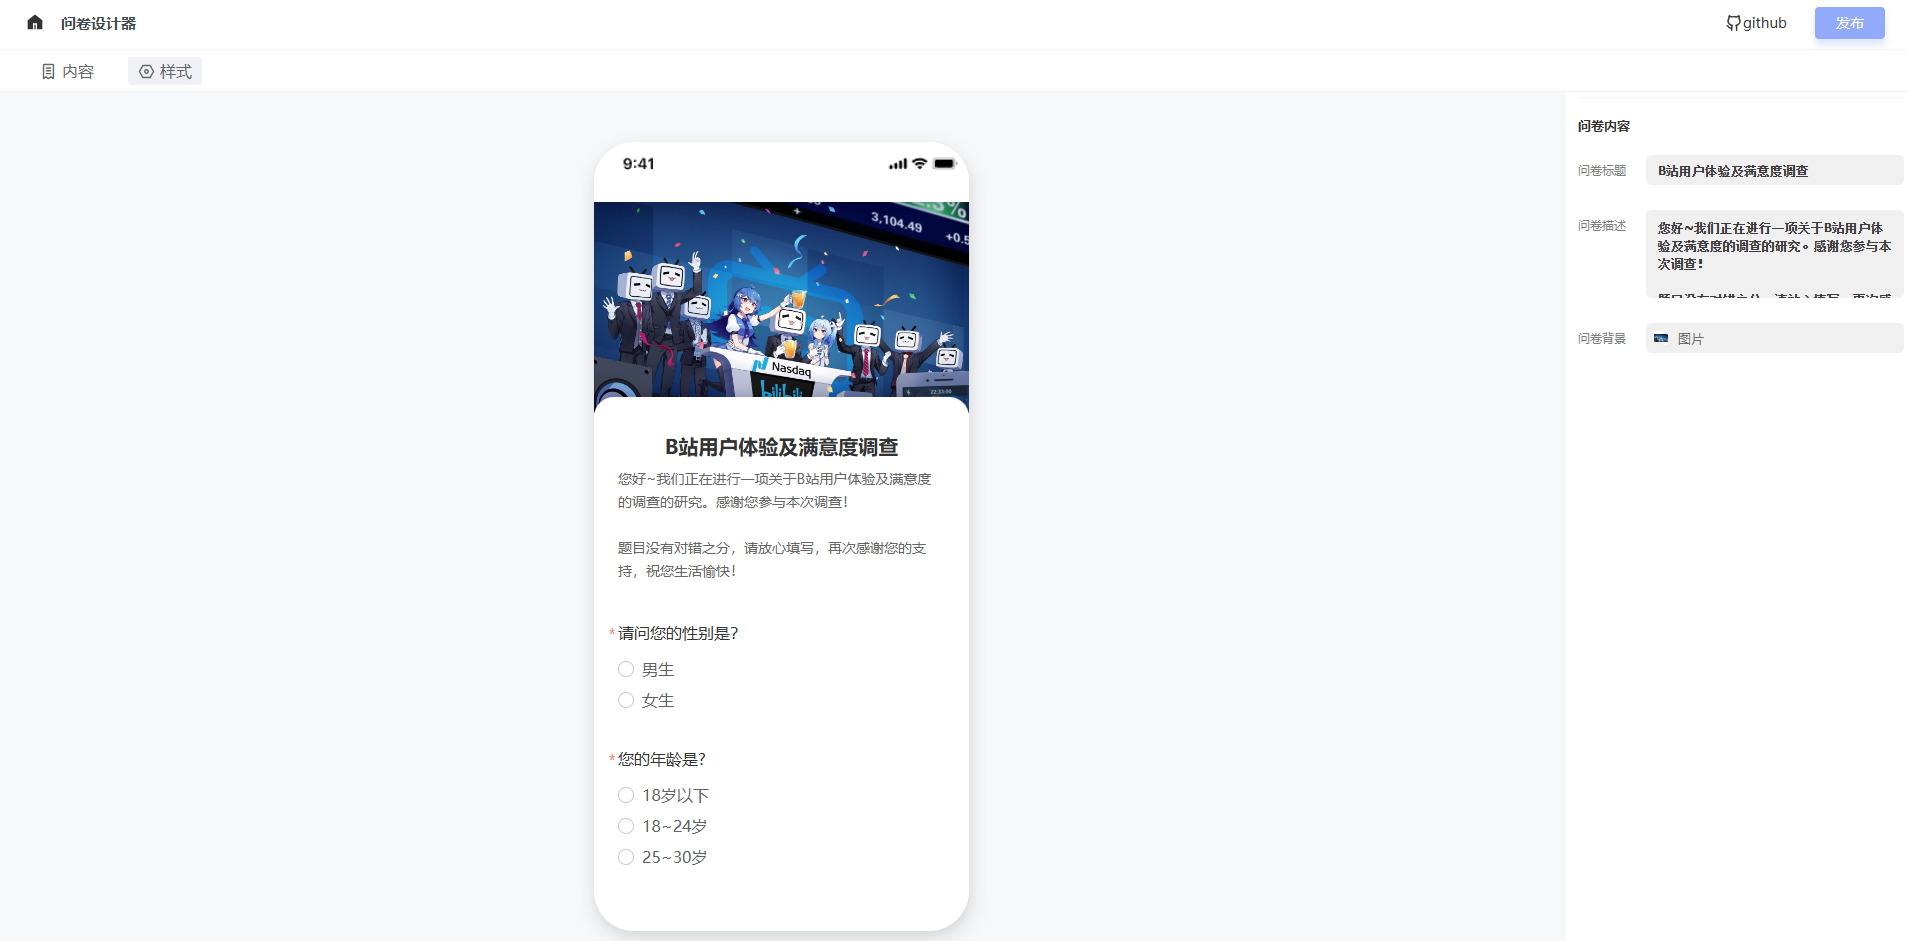 问卷设计器
github
发布
内容
样式
9:41
3,104.49
Nasdaq
bilibili
B站用户体验及满意度调查
您好~我们正在进行一项关于B站用户体验及满意度
的调查的研究。感谢您参与本次调查！
题目没有对错之分，请放心填写，再次感谢您的支
持，祝您生活愉快！
*请问您的性别是？
男生
女生
*您的年龄是？
18岁以下
18~24岁
25~30岁
问卷内容
问卷标题
B站用户体验及满意度调查
问卷描述
您好~我们正在进行一项关于B站用户体
验及满意度的调查的研究。感谢您参与本
次调查！
问卷背景
图片